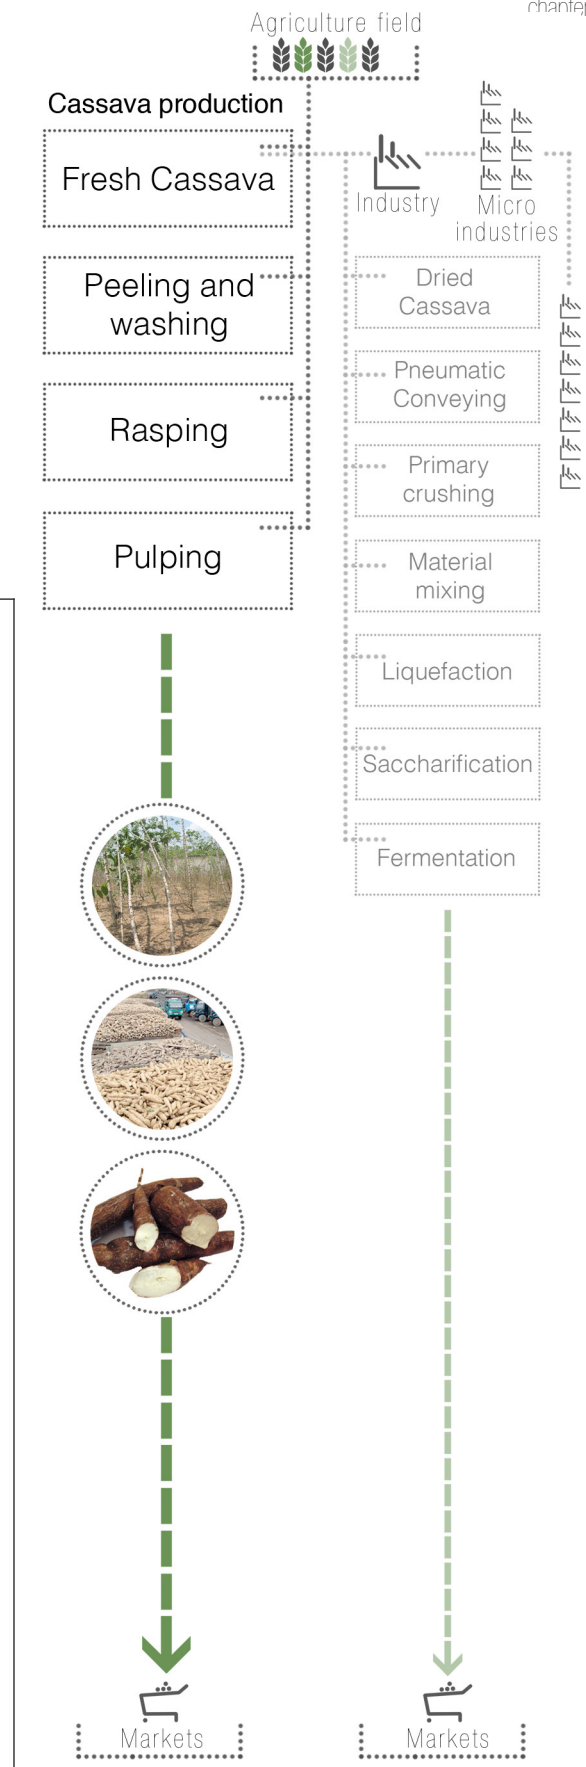 Agriculture field
Cassava production
Fresh Cassava
Peeling and
washing
Rasping
Pulping
Industry
Micro
industries
Dried
Cassava
Pneumatic
Conveying
Primary
crushing
Material
mixing
Liquefaction
Saccharification
Fermentation
Markets
Markets